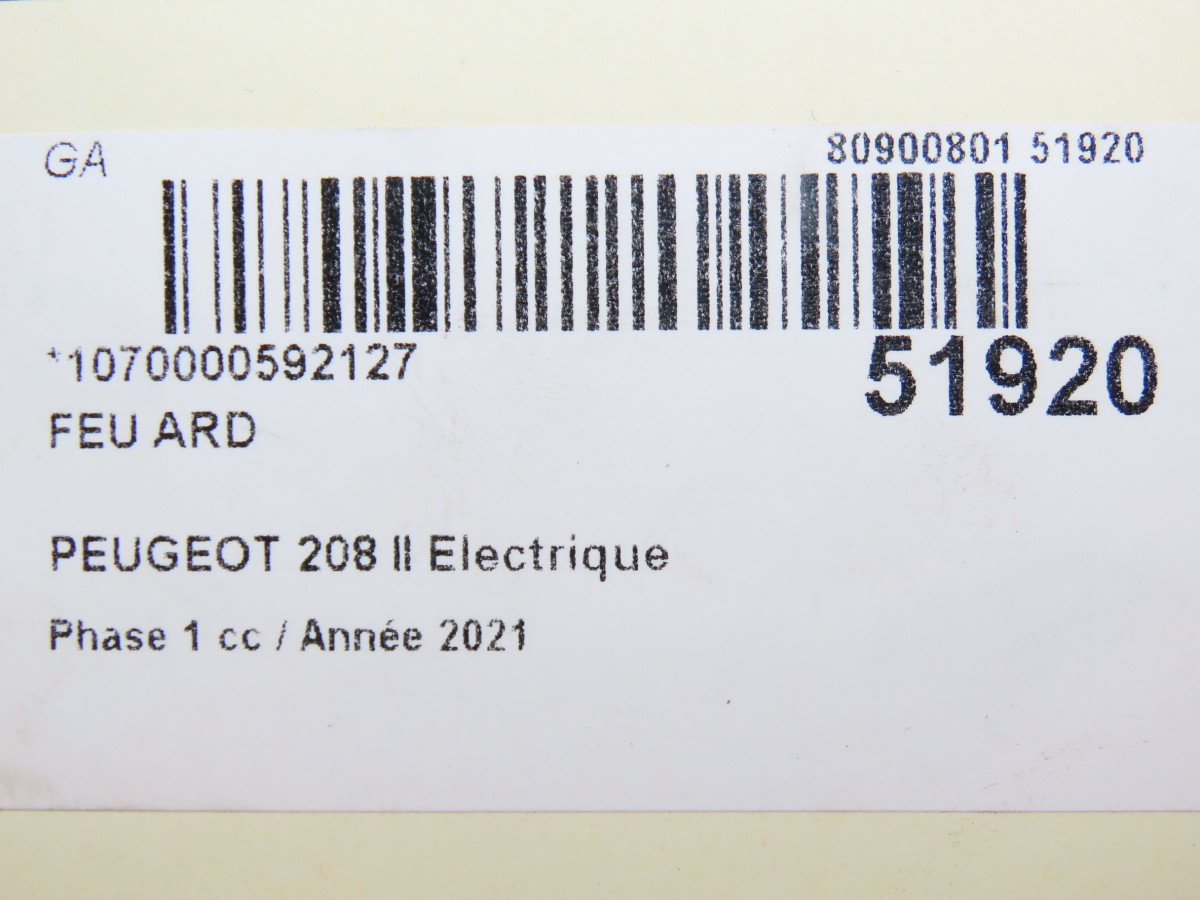 GA
80900801 51920
*1070000592127
51920
FEU ARD
PEUGEOT 208 II Electrique
Phase 1 cc / Année 2021